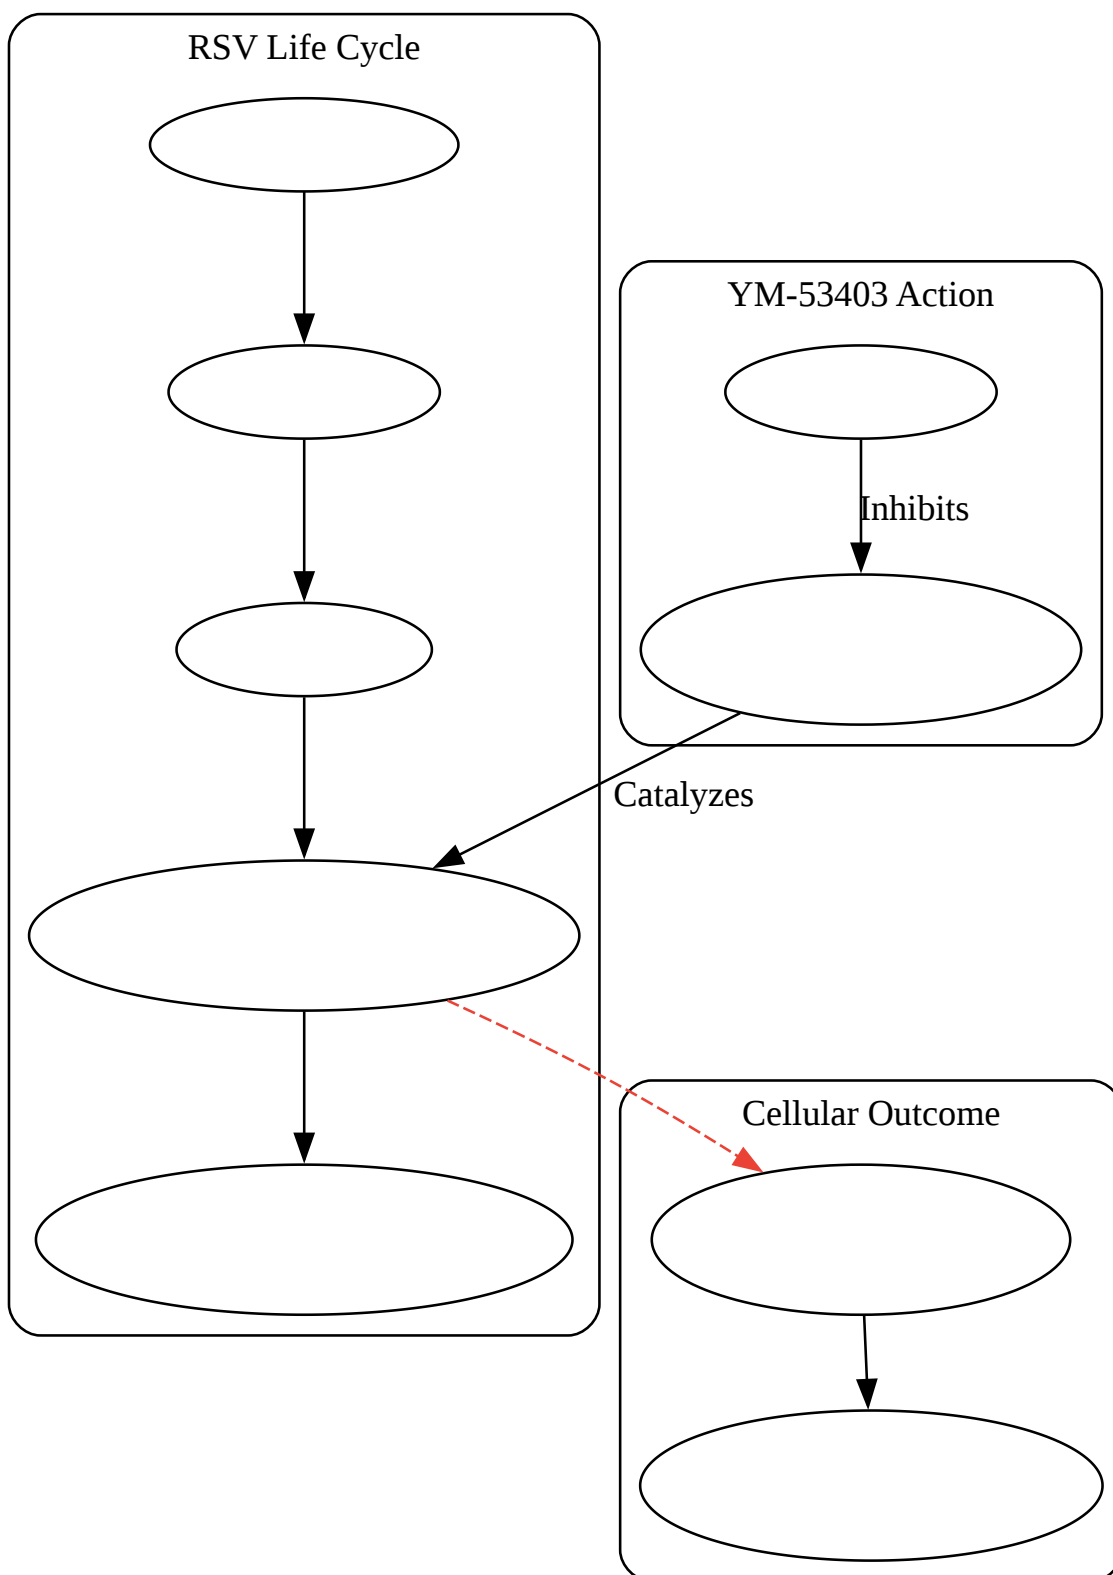 RSV Life Cycle
YM-53403 Action
Inhibits
Catalyzes
Cellular Outcome